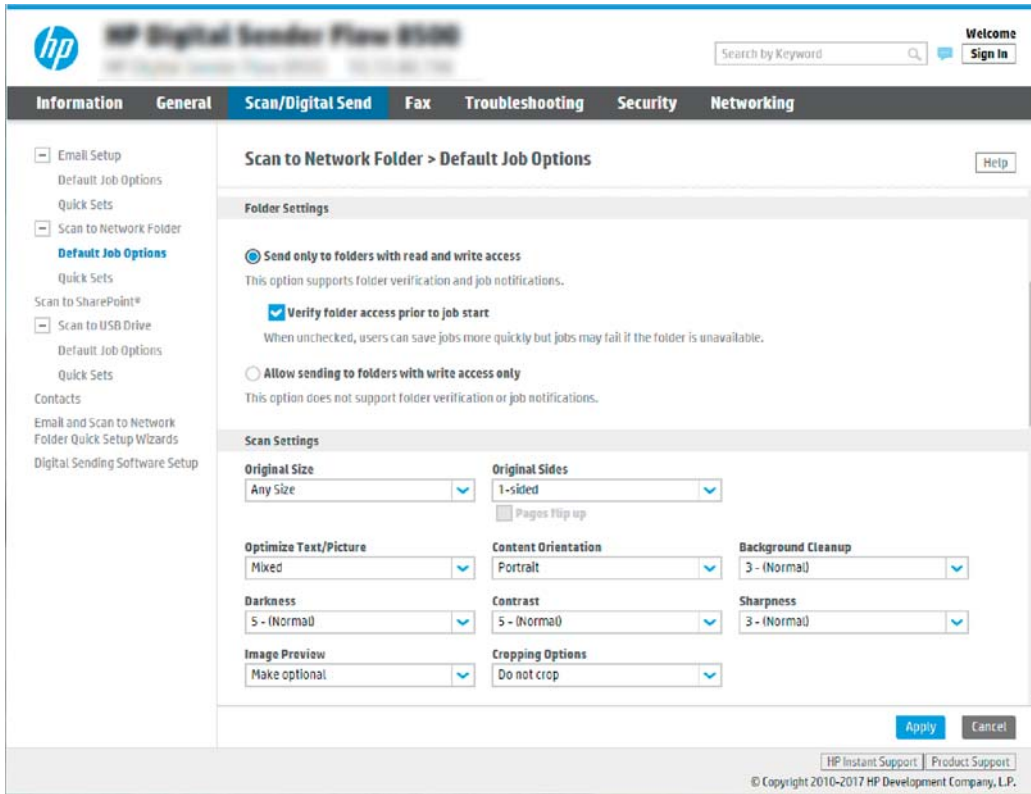 hp
HP Digital Sender Flow 8500
Welcome
Search by Keyword
Sign In
Information General Scan/Digital Send Fax Troubleshooting Security Networking
Email Setup
Default Job Options
Quick Sets
Scan to Network Folder
Default Job Options
Quick Sets
Scan to SharePoint®
Scan to USB Drive
Default Job Options
Quick Sets
Contacts
Email and Scan to Network
Folder Quick Setup Wizards
Digital Sending Software Setup
Scan to Network Folder > Default Job Options
Help
Folder Settings
Send only to folders with read and write access
This option supports folder verification and job notifications.
Verify folder access prior to job start
When unchecked, users can save jobs more quickly but jobs may fail if the folder is unavailable.
Allow sending to folders with write access only
This option does not support folder verification or job notifications.
Scan Settings
Original Size Original Sides
Any Size 1-sided
Pages flip up
Optimize Text/Picture Content Orientation Background Cleanup
Mixed Portrait 3 - (Normal)
Darkness Contrast Sharpness
5 - (Normal) 5 - (Normal) 3 - (Normal)
Image Preview Cropping Options
Make optional Do not crop
Apply Cancel
HP Instant Support Product Support
© Copyright 2010-2017 HP Development Company, L.P.